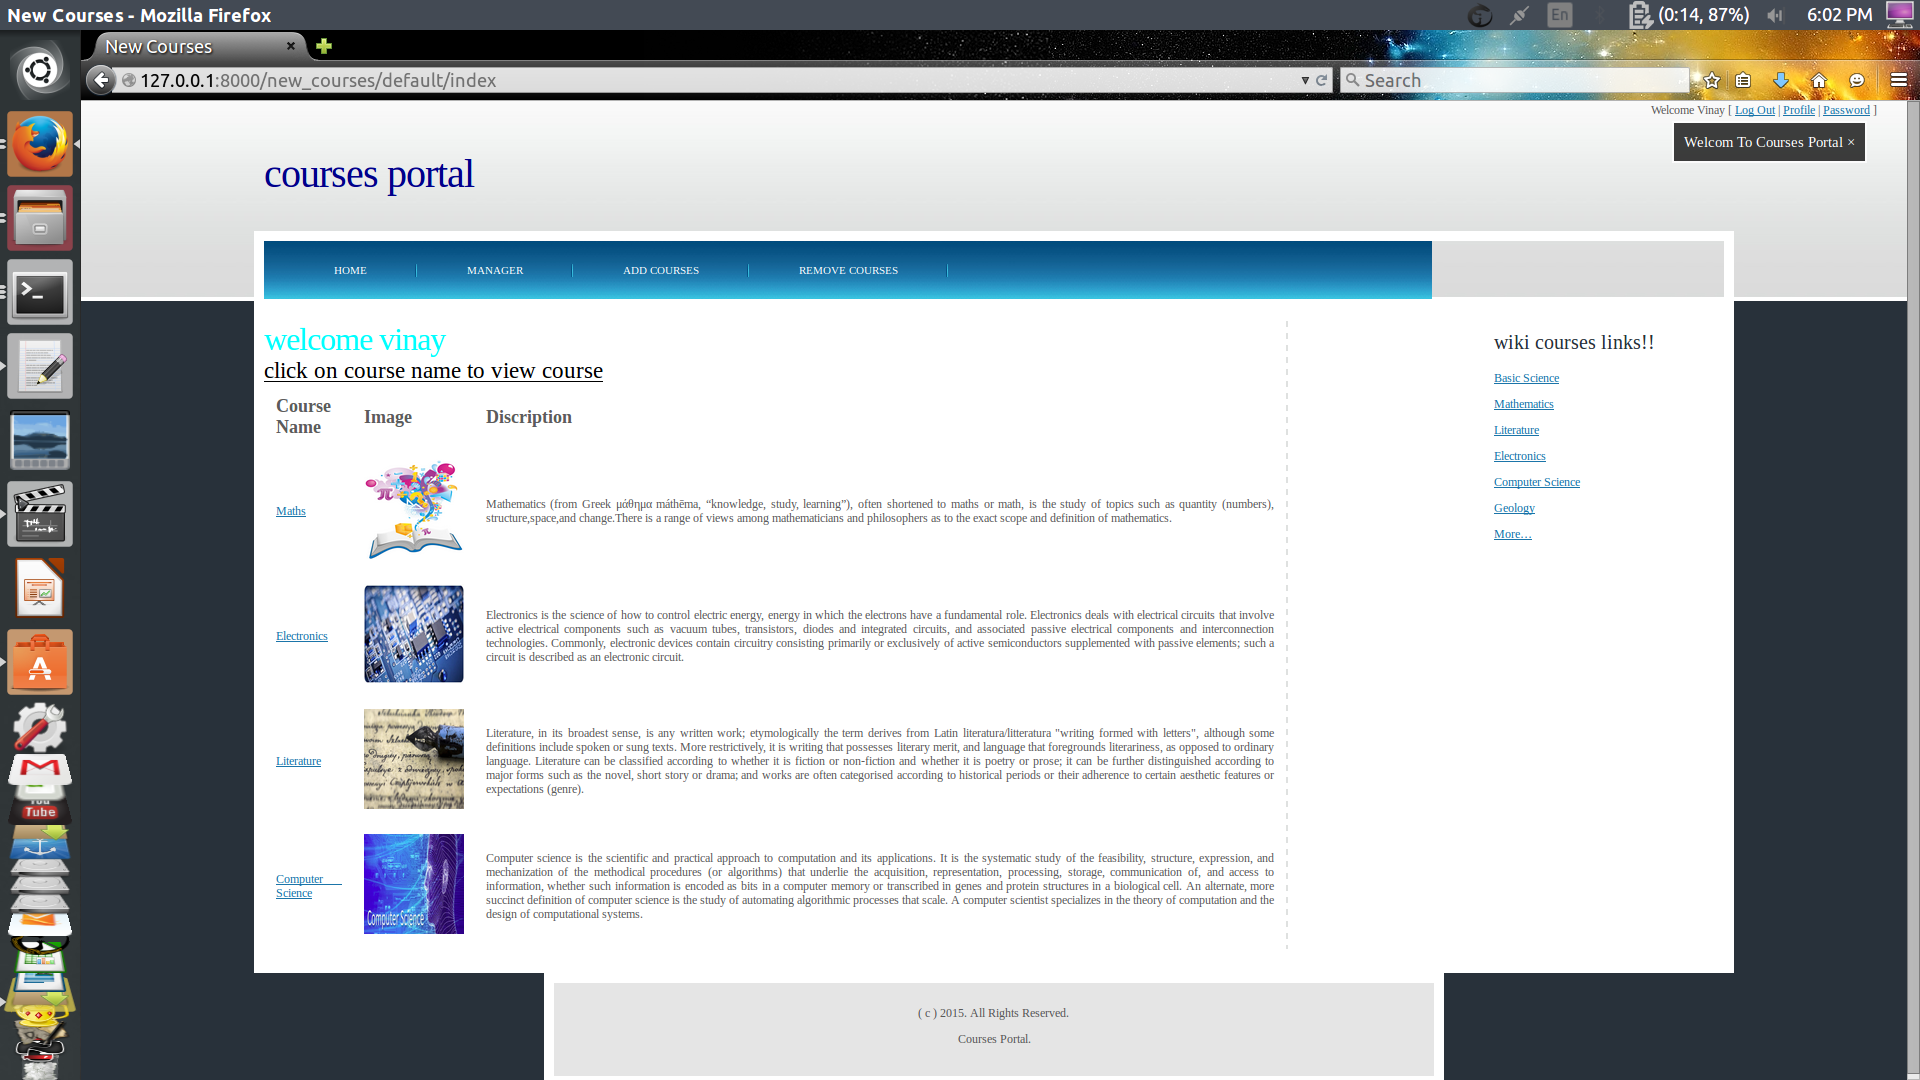 New Courses - Mozilla Firefox
En
(0:14, 87%)
6:02 PM
New Courses
127.0.0.1:8000/new_courses/default/index
Search
Welcome Vinay [ Log Out | Profile | Password ]
Welcom To Courses Portal ×
courses portal
HOME
MANAGER
ADD COURSES
REMOVE COURSES
welcome vinay
click on course name to view course
Course
Name
Image
Discription
Maths
Mathematics (from Greek μάθημα máthēma, “knowledge, study, learning”), often shortened to maths or math, is the study of topics such as quantity (numbers),
structure,space,and change.There is a range of views among mathematicians and philosophers as to the exact scope and definition of mathematics.
Electronics
Electronics is the science of how to control electric energy, energy in which the electrons have a fundamental role. Electronics deals with electrical circuits that involve
active electrical components such as vacuum tubes, transistors, diodes and integrated circuits, and associated passive electrical components and interconnection
technologies. Commonly, electronic devices contain circuitry consisting primarily or exclusively of active semiconductors supplemented with passive elements; such a
circuit is described as an electronic circuit.
Literature
Literature, in its broadest sense, is any written work; etymologically the term derives from Latin literatura/litteratura "writing formed with letters", although some
definitions include spoken or sung texts. More restrictively, it is writing that possesses literary merit, and language that foregrounds literariness, as opposed to ordinary
language. Literature can be classified according to whether it is fiction or non-fiction and whether it is poetry or prose; it can be further distinguished according to
major forms such as the novel, short story or drama; and works are often categorised according to historical periods or their adherence to certain aesthetic features or
expectations (genre).
Computer
Science
Computer Science
Computer science is the scientific and practical approach to computation and its applications. It is the systematic study of the feasibility, structure, expression, and
mechanization of the methodical procedures (or algorithms) that underlie the acquisition, representation, processing, storage, communication of, and access to
information, whether such information is encoded as bits in a computer memory or transcribed in genes and protein structures in a biological cell. An alternate, more
succinct definition of computer science is the study of automating algorithmic processes that scale. A computer scientist specializes in the theory of computation and the
design of computational systems.
wiki courses links!!
Basic Science
Mathematics
Literature
Electronics
Computer Science
Geology
More…
( c ) 2015. All Rights Reserved.
Courses Portal.
You
Tube